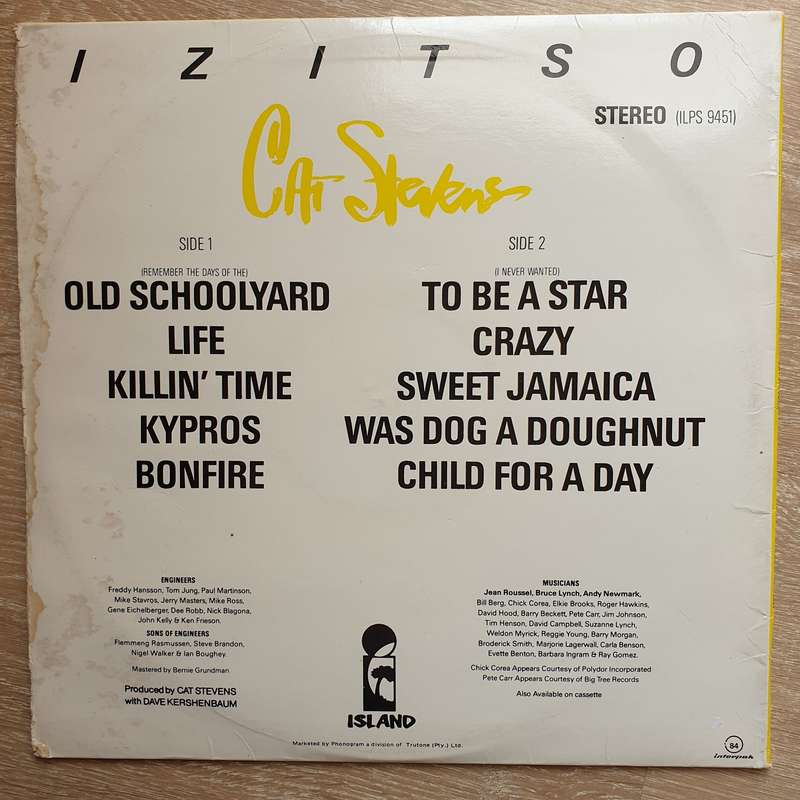 IZITSO
STEREO (ILPS 9451)
Cat Stevens
SIDE 1
(REMEMBER THE DAYS OF THE)
OLD SCHOOLYARD
LIFE
KILLIN' TIME
KYPROS
BONFIRE
SIDE 2
(I NEVER WANTED)
TO BE A STAR
CRAZY
SWEET JAMAICA
WAS DOG A DOUGHNUT
CHILD FOR A DAY
ENGINEERS
Freddy Hansson, Tom Jung, Paul Martinson,
Mike Stavros, Jerry Masters, Mike Ross,
Gene Eichelberger, Dee Robb, Nick Blagona,
John Kelly & Ken Frieson.
SONS OF ENGINEERS
Flemmeng Rasmussen, Steve Brandon,
Nigel Walker & Ian Boughey.
Mastered by Bernie Grundman
Produced by CAT STEVENS
with DAVE KERSHENBAUM
ISLAND
MUSICIANS
Jean Roussel, Bruce Lynch, Andy Newmark,
Bill Berg, Chick Corea, Elkie Brooks, Roger Hawkins,
David Hood, Barry Beckett, Pete Carr, Jim Johnson,
Tim Henson, David Campbell, Suzanne Lynch,
Weldon Myrick, Reggie Young, Barry Morgan,
Broderick Smith, Marjorie Lagerwall, Carla Benson,
Evette Benton, Barbara Ingram & Ray Gomez.
Chick Corea Appears Courtesy of Polydor Incorporated
Pete Carr Appears Courtesy of Big Tree Records
Also Available on cassette
Marketed by Phonogram a division of Trutone (Pty.) Ltd.
84
interpak